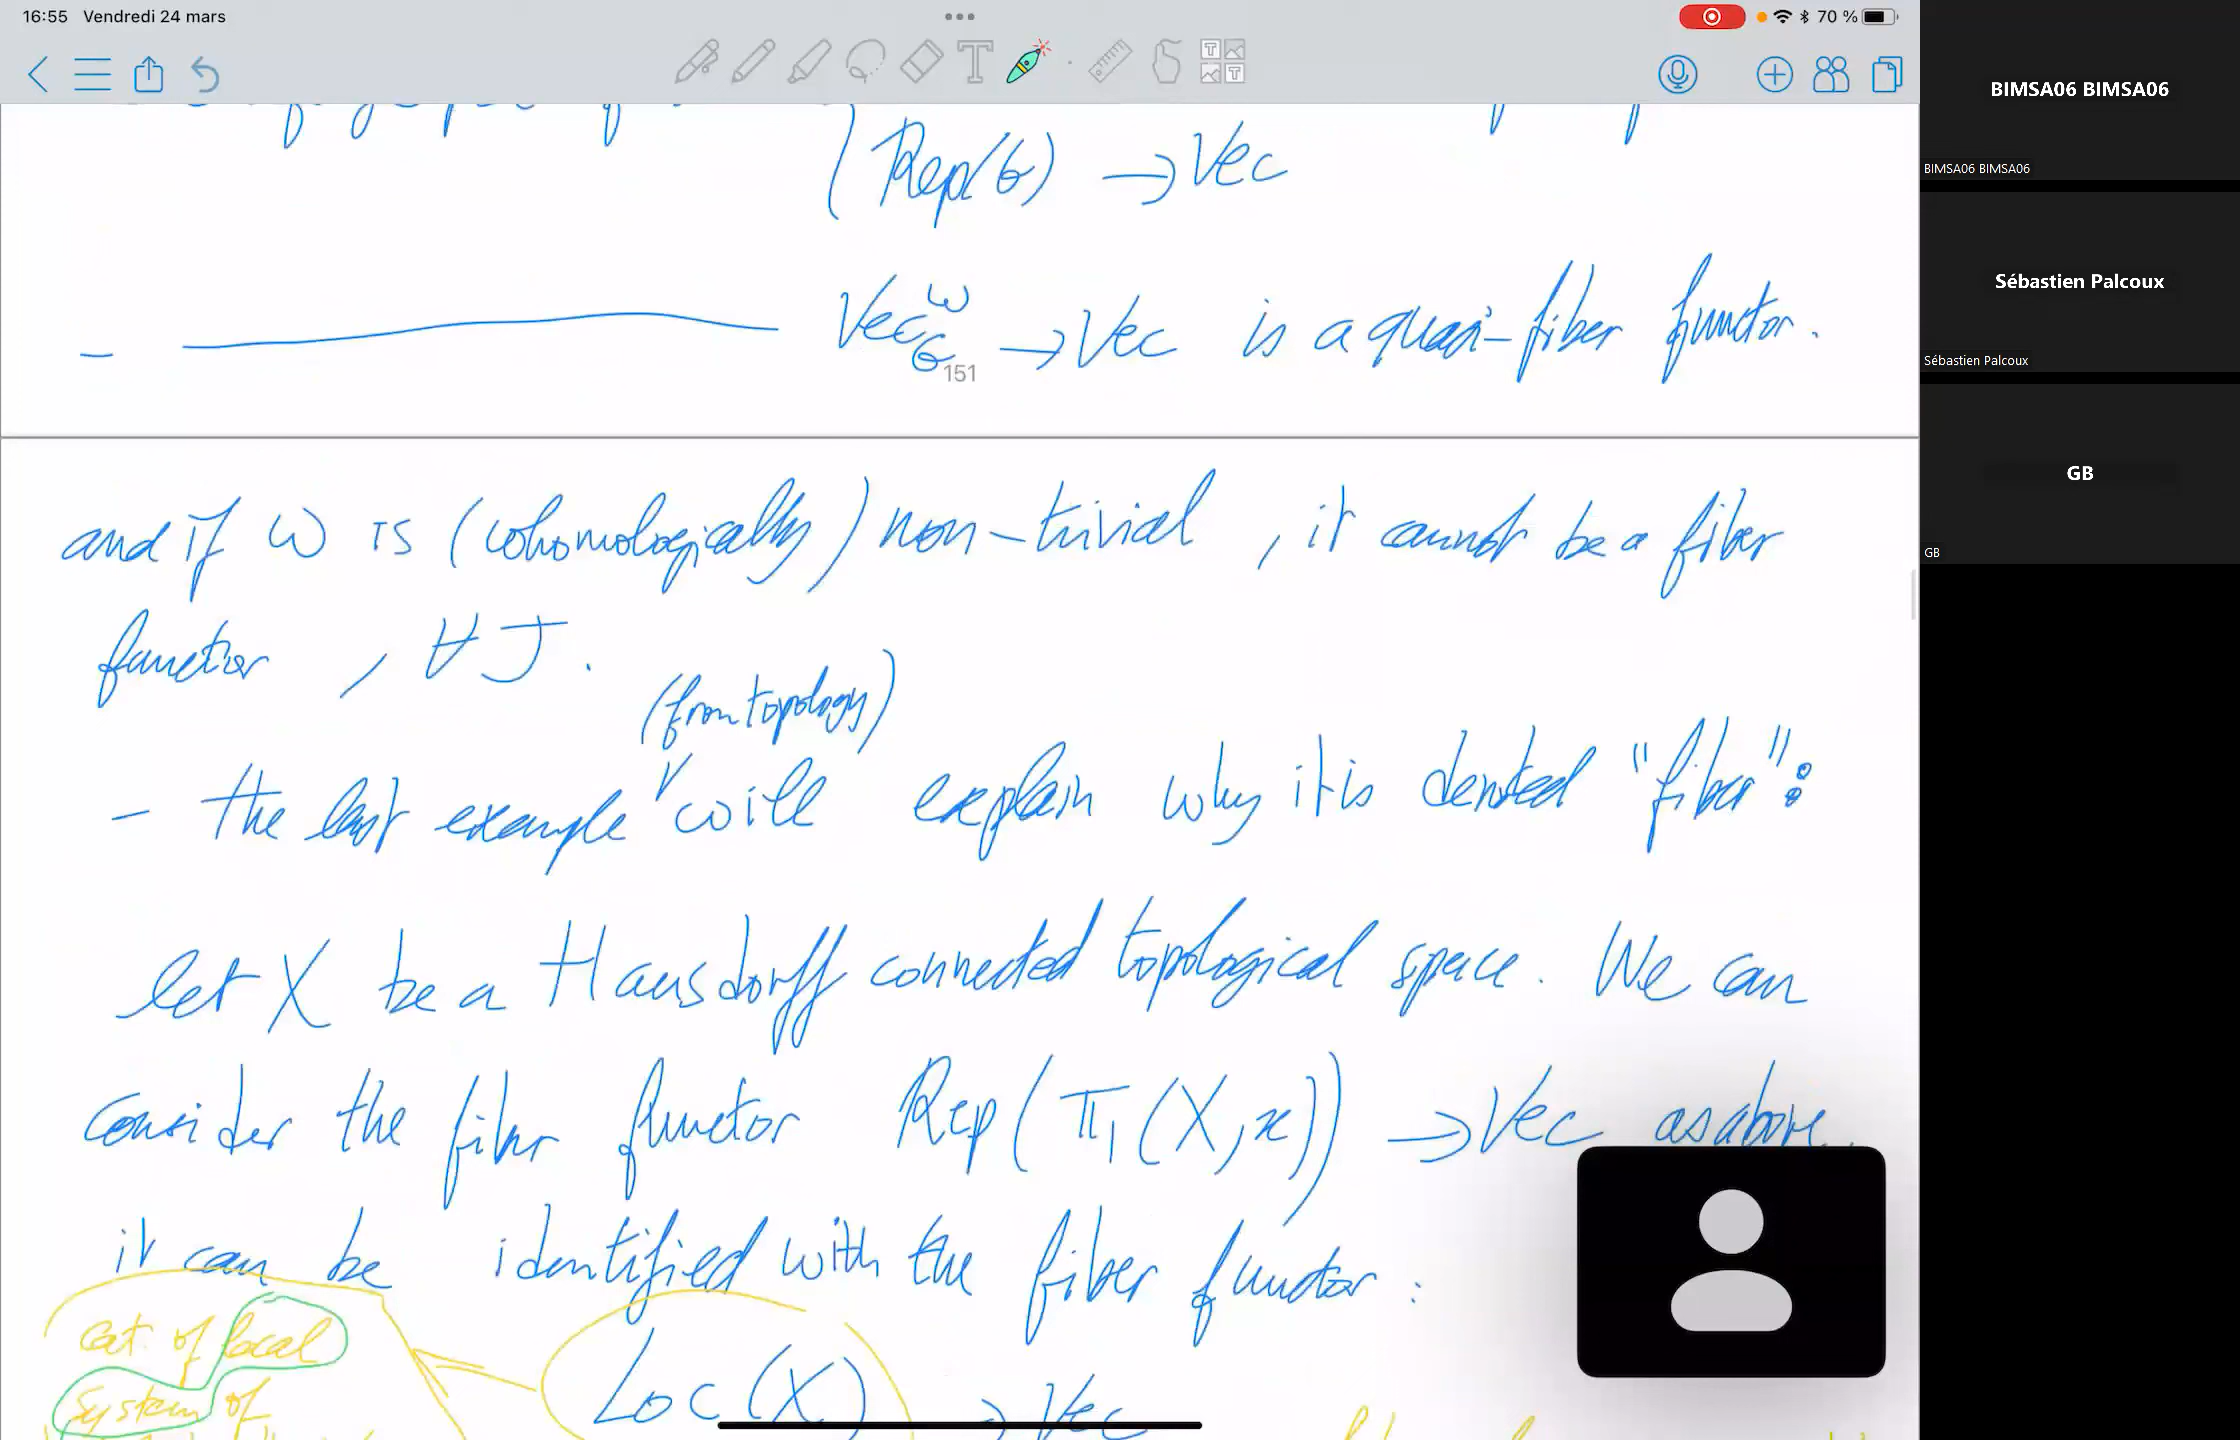 16:55 Vendredi 24 mars
70 %
( Rep(G) → Vec
- Vec_G^ω → Vec is a quasi-fiber functor.
151
and if ω is (cohomologically) non-trivial, it cannot be a fiber
functor, ∀ J.
(from topology)
- the last example will explain why it is denoted "fiber":
let X be a Hausdorff connected topological space. We can
consider the fiber functor Rep(π₁(X,x)) → Vec as above.
it can be identified with the fiber functor:
cat. of local
system of
Loc(X) → Vec
BIMSA06 BIMSA06
BIMSA06 BIMSA06
Sébastien Palcoux
Sébastien Palcoux
GB
GB